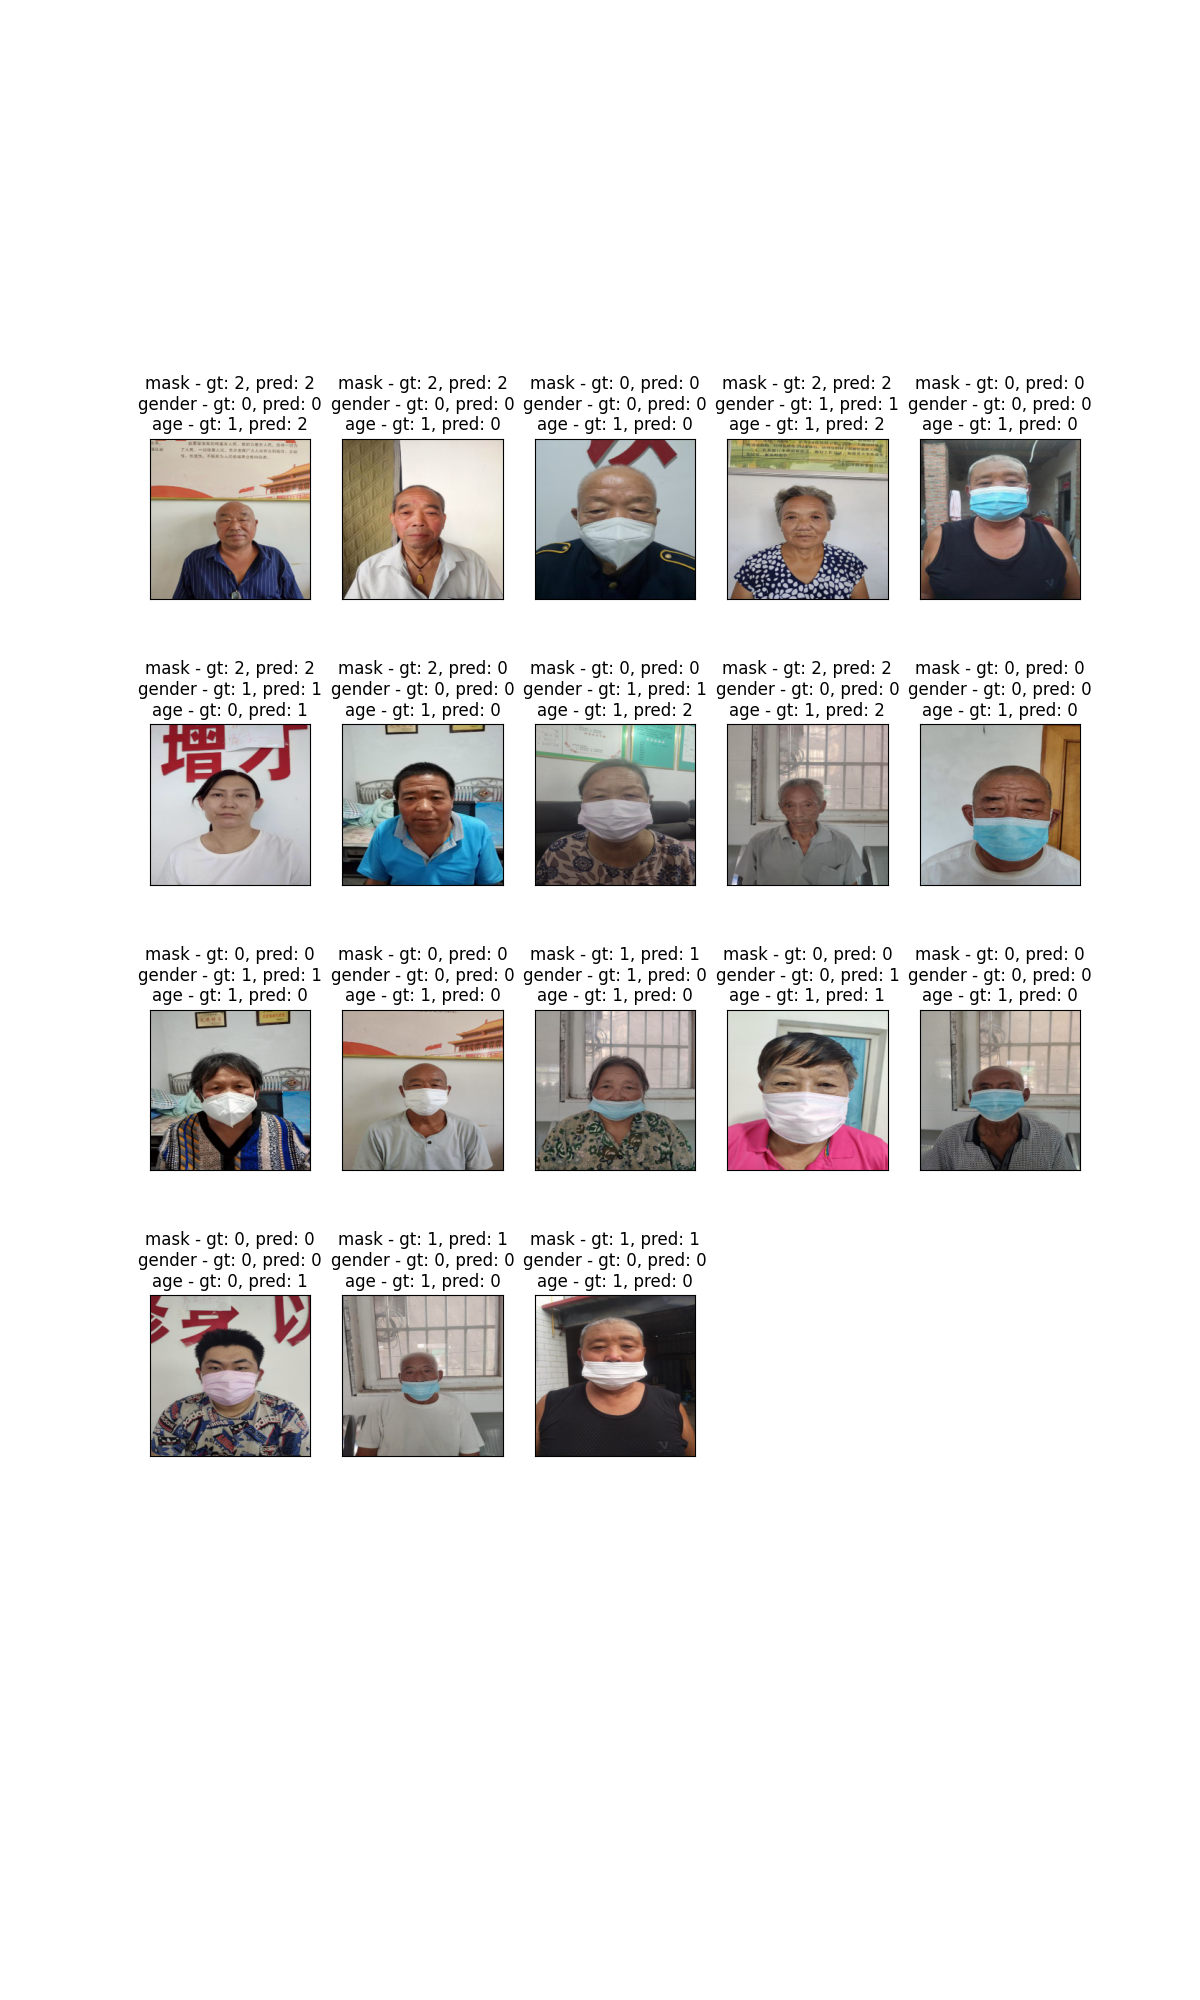 mask - gt: 2, pred: 2
gender - gt: 0, pred: 0
age - gt: 1, pred: 2
mask - gt: 2, pred: 2
gender - gt: 0, pred: 0
age - gt: 1, pred: 0
mask - gt: 0, pred: 0
gender - gt: 0, pred: 0
age - gt: 1, pred: 0
mask - gt: 2, pred: 2
gender - gt: 1, pred: 1
age - gt: 1, pred: 2
mask - gt: 0, pred: 0
gender - gt: 0, pred: 0
age - gt: 1, pred: 0
mask - gt: 2, pred: 2
gender - gt: 1, pred: 1
age - gt: 0, pred: 1
增才
mask - gt: 2, pred: 0
gender - gt: 0, pred: 0
age - gt: 1, pred: 0
mask - gt: 0, pred: 0
gender - gt: 1, pred: 1
age - gt: 1, pred: 2
mask - gt: 2, pred: 2
gender - gt: 0, pred: 0
age - gt: 1, pred: 2
mask - gt: 0, pred: 0
gender - gt: 0, pred: 0
age - gt: 1, pred: 0
mask - gt: 0, pred: 0
gender - gt: 1, pred: 1
age - gt: 1, pred: 0
mask - gt: 0, pred: 0
gender - gt: 0, pred: 0
age - gt: 1, pred: 0
mask - gt: 1, pred: 1
gender - gt: 1, pred: 0
age - gt: 1, pred: 0
mask - gt: 0, pred: 0
gender - gt: 0, pred: 1
age - gt: 1, pred: 1
mask - gt: 0, pred: 0
gender - gt: 0, pred: 0
age - gt: 1, pred: 0
mask - gt: 0, pred: 0
gender - gt: 0, pred: 0
age - gt: 0, pred: 1
身以
mask - gt: 1, pred: 1
gender - gt: 0, pred: 0
age - gt: 1, pred: 0
mask - gt: 1, pred: 1
gender - gt: 0, pred: 0
age - gt: 1, pred: 0